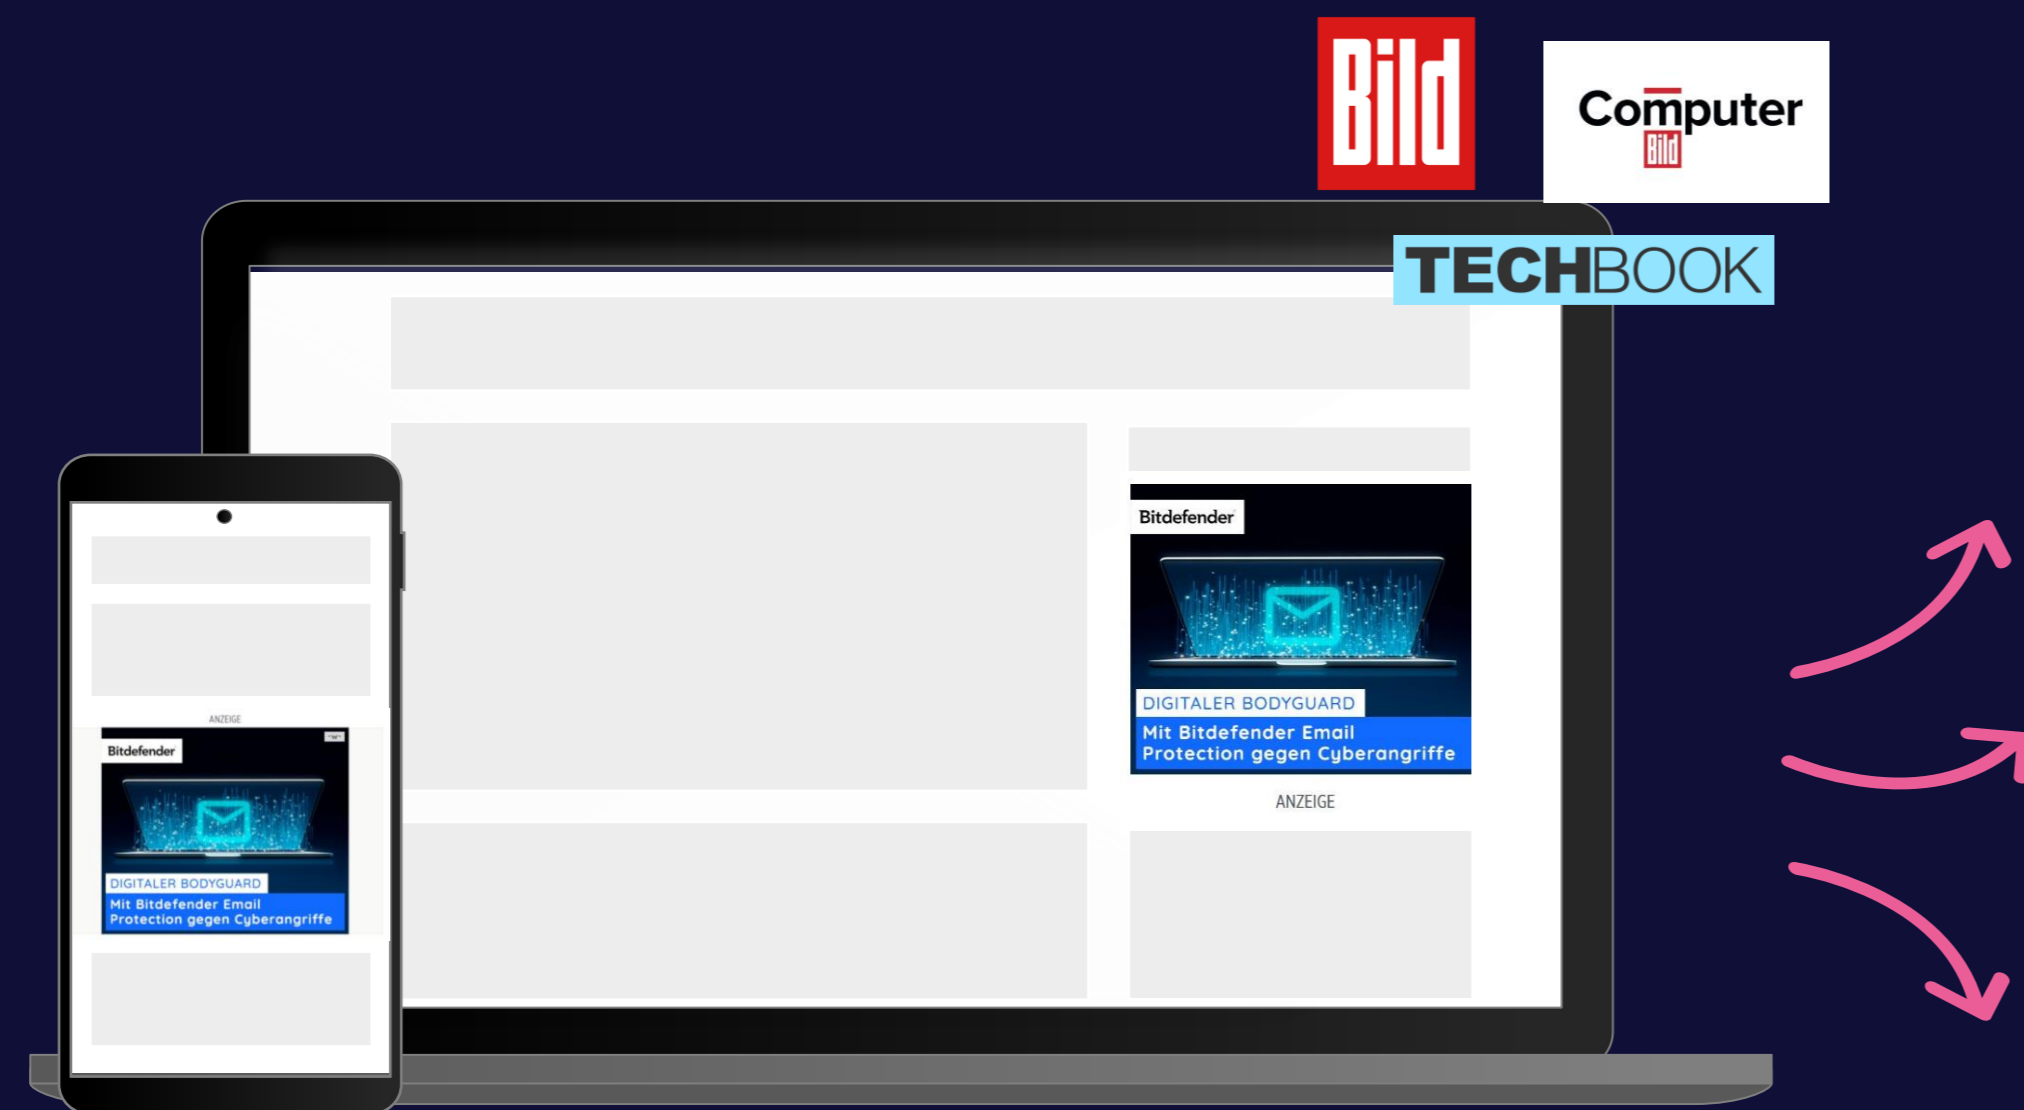 Bild
Computer
Bild
TECHBOOK
Bitdefender
DIGITALER BODYGUARD
Mit Bitdefender Email
Protection gegen Cyberangriffe
ANZEIGE
ANZEIGE
Bitdefender
DIGITALER BODYGUARD
Mit Bitdefender Email
Protection gegen Cyberangriffe